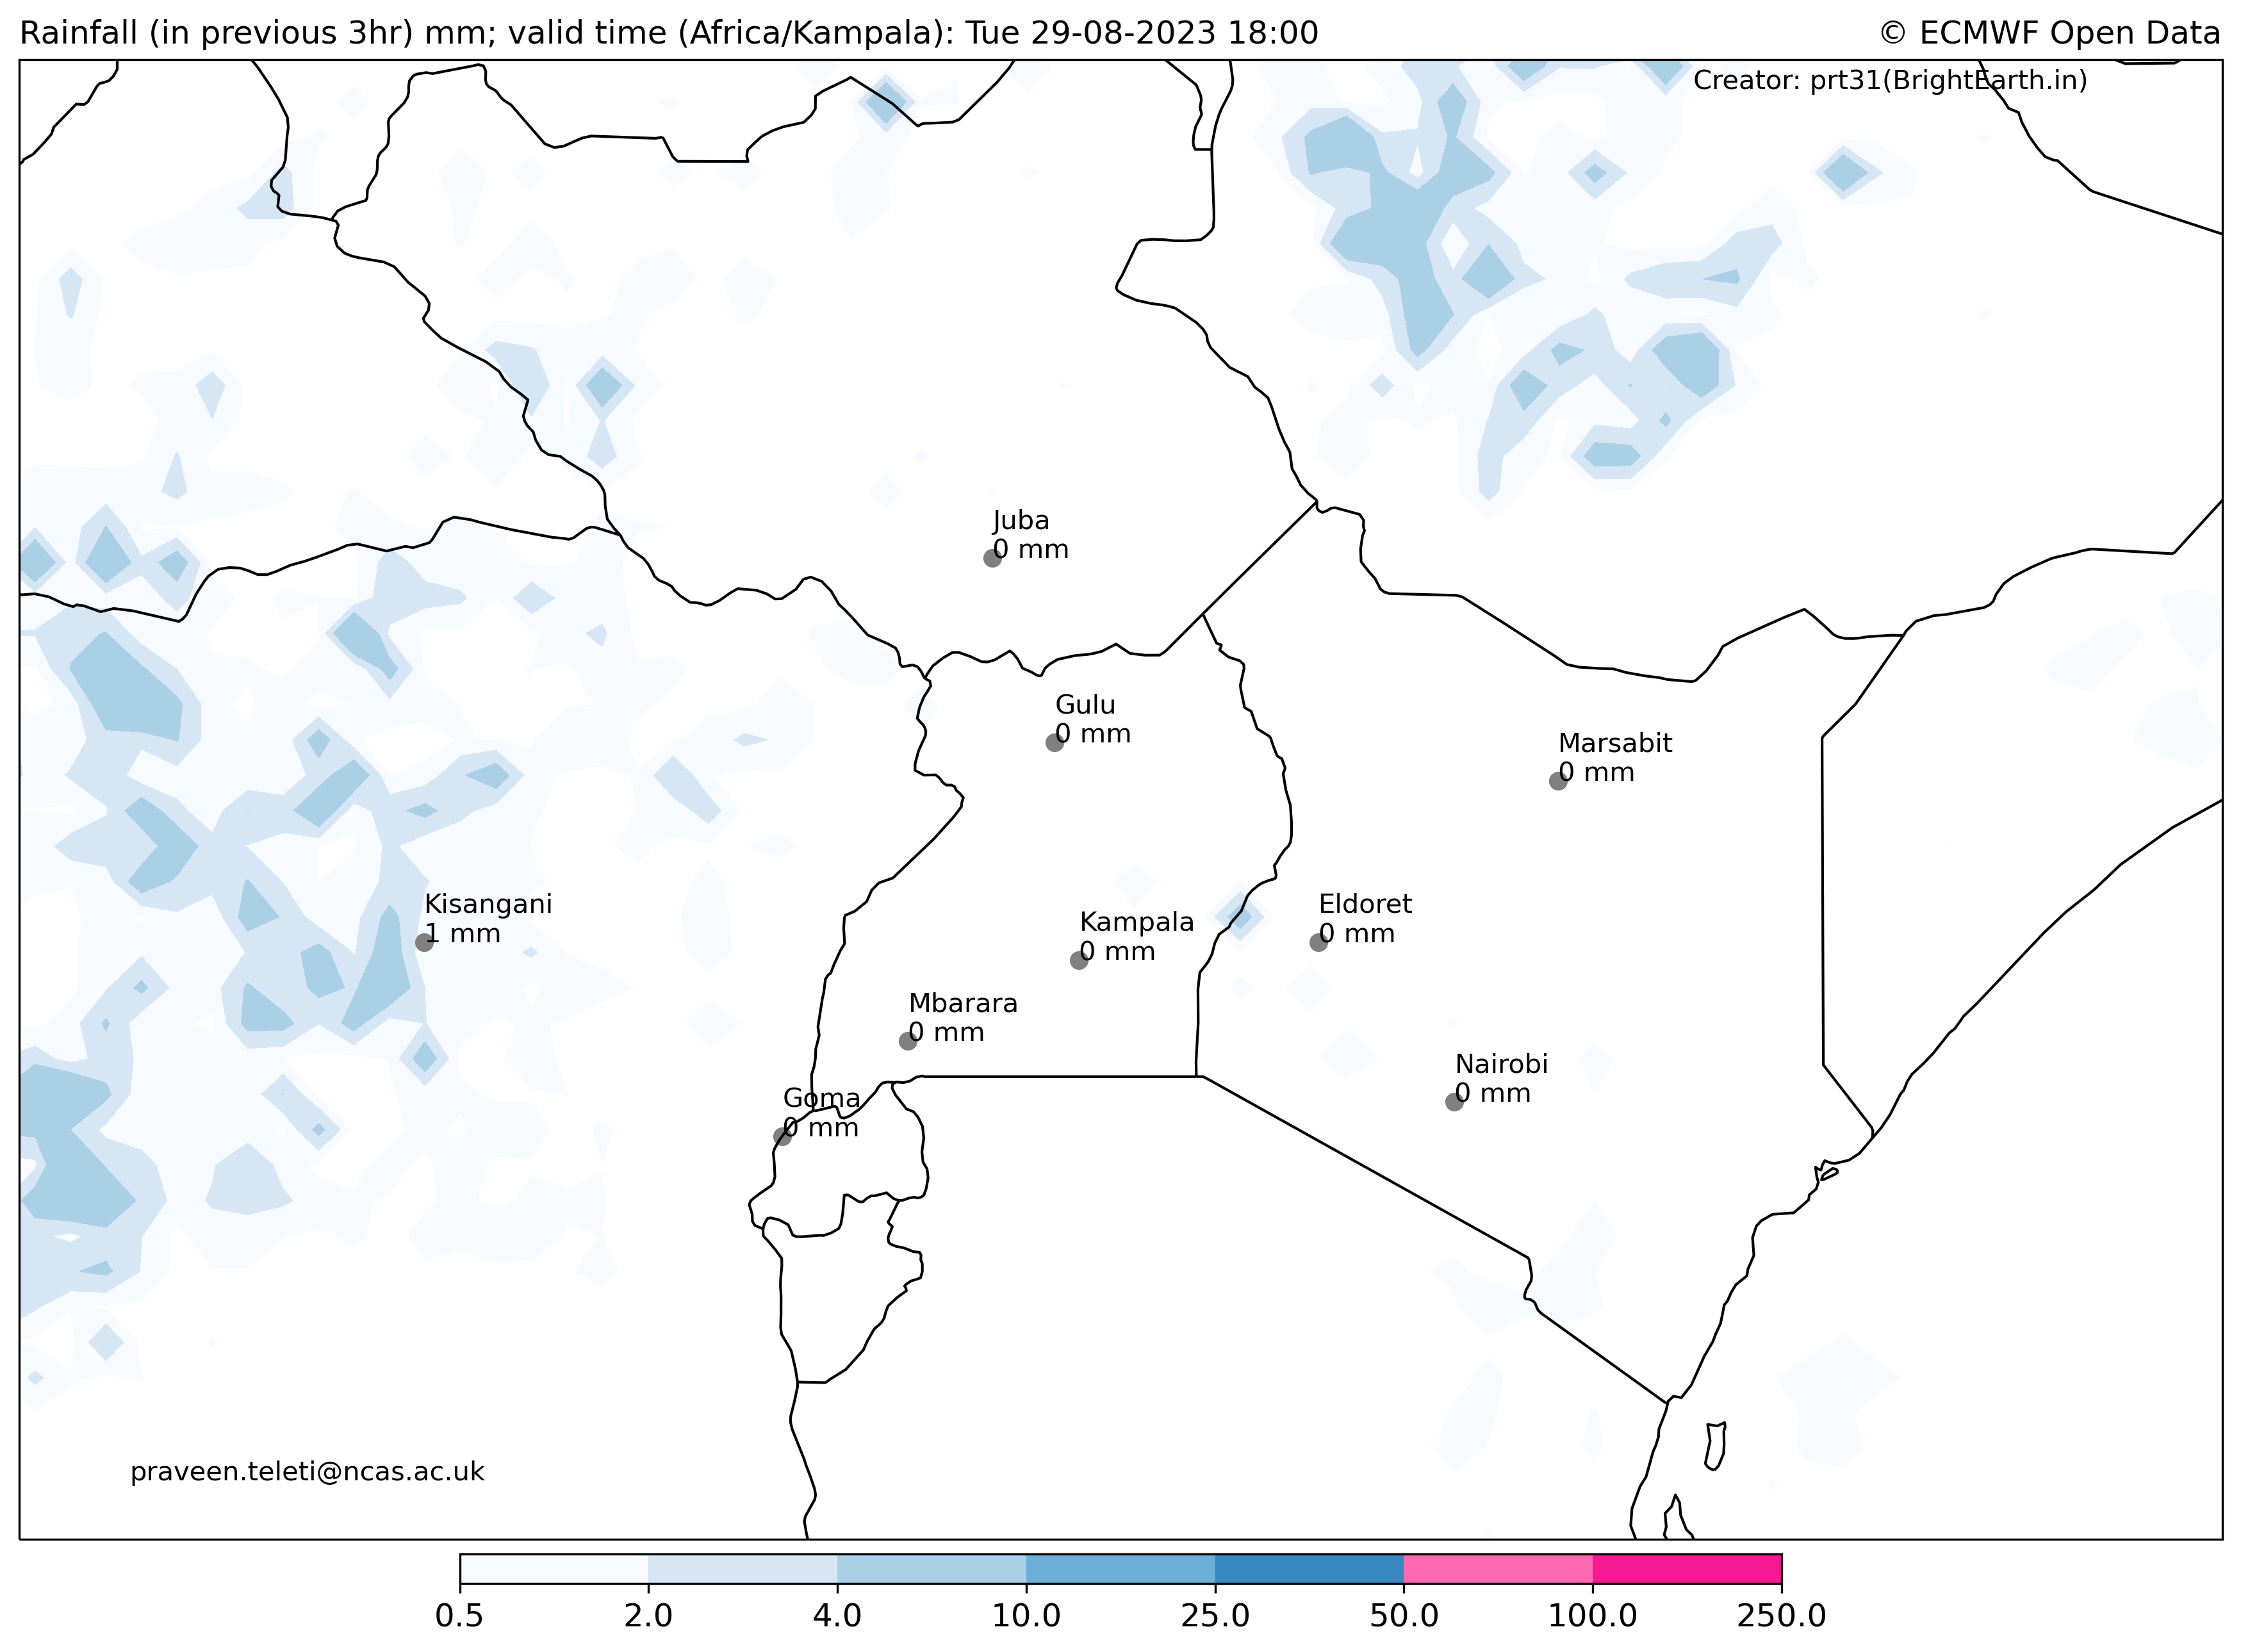 Rainfall (in previous 3hr) mm; valid time (Africa/Kampala): Tue 29-08-2023 18:00
© ECMWF Open Data
Creator: prt31(BrightEarth.in)
Juba
0 mm
Gulu
0 mm
Marsabit
0 mm
Kisangani
1 mm
Kampala
0 mm
Eldoret
0 mm
Mbarara
0 mm
Nairobi
0 mm
Goma
0 mm
praveen.teleti@ncas.ac.uk
0.5 2.0 4.0 10.0 25.0 50.0 100.0 250.0